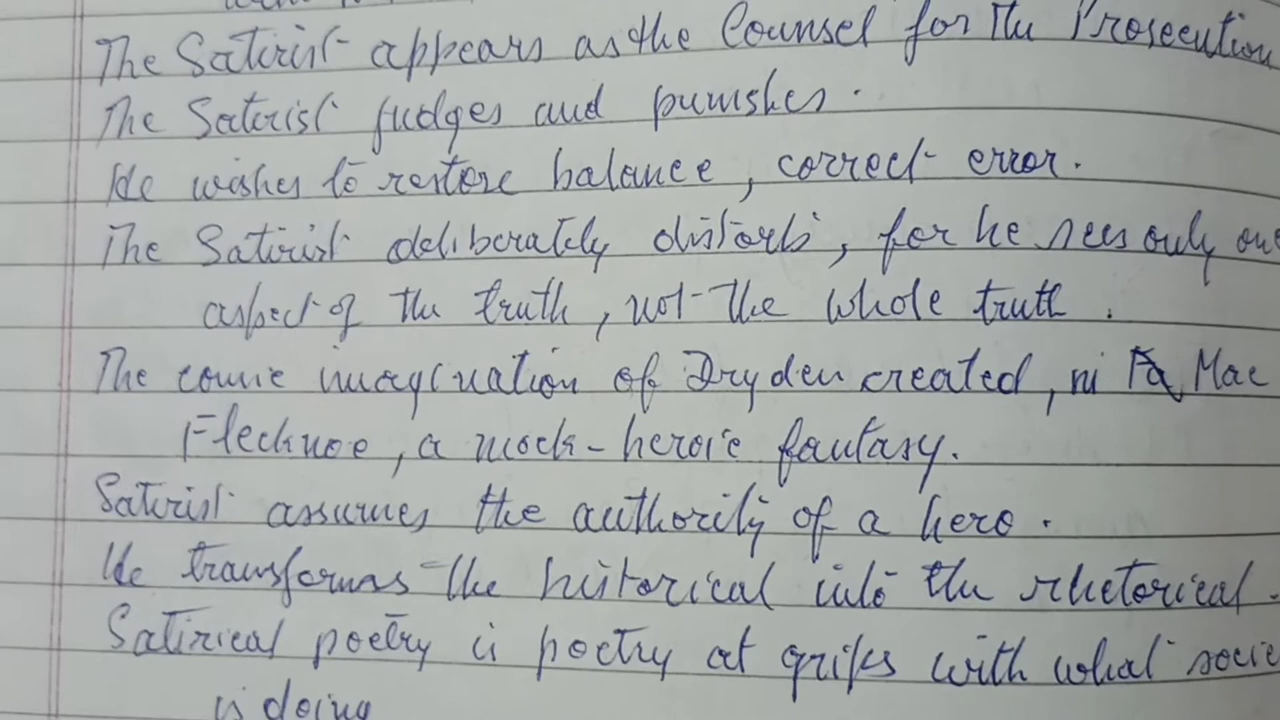 The Satirist appears as the Counsel for the Prosecution
The Satirist judges and punishes.
He wishes to restore balance, correct error.
The Satirist deliberately distorts, for he sees only one
aspect of the truth, not the whole truth.
The comic imagination of Dryden created, in Mac
Flecknoe, a mock-heroic fantasy.
Satirist assumes the authority of a hero.
He transforms the historical into the rhetorical.
Satirical poetry is poetry at grips with what socie
is doing